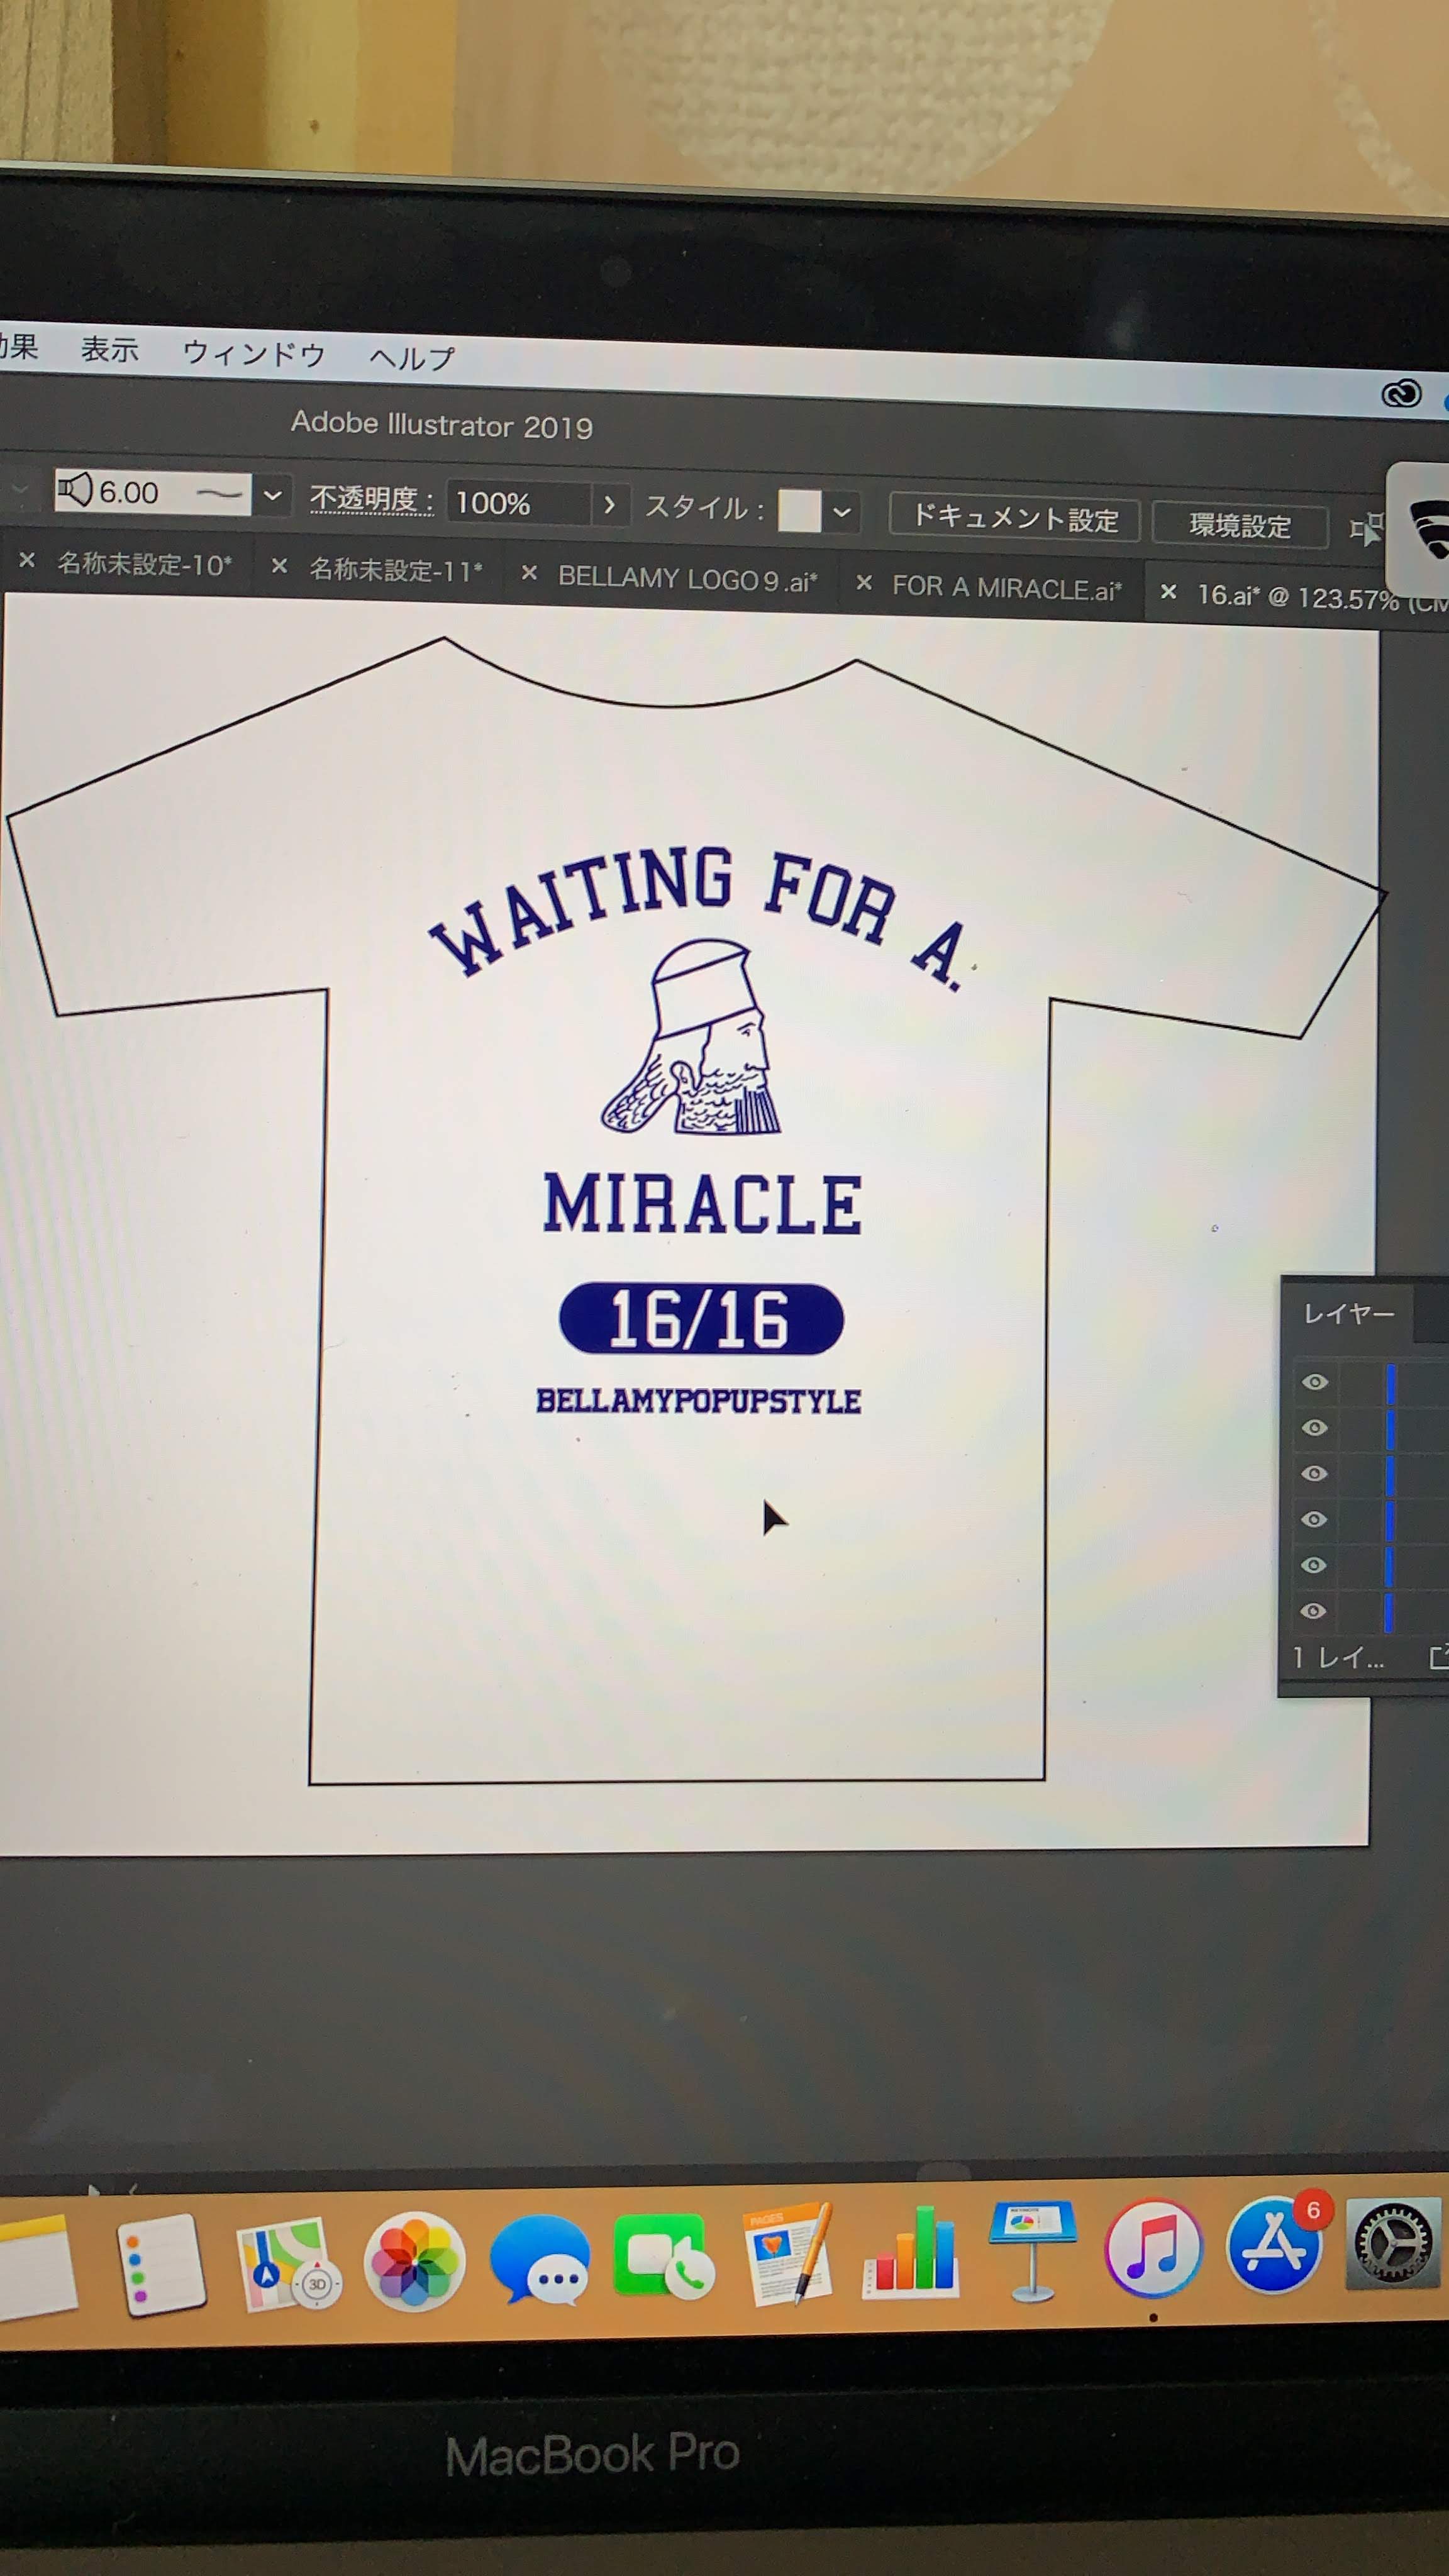 表示 ウィンドウ ヘルプ
Adobe Illustrator 2019
6.00 不透明度 : 100% スタイル : ドキュメント設定 環境設定
× 名称未設定-10* × 名称未設定-11* × BELLAMY LOGO 9.ai* × FOR A MIRACLE.ai* × 16.ai* @ 123.57%
WAITING FOR A.
MIRACLE
16/16
BELLAMYPOPUPSTYLE
レイヤー
1 レイ...
PAGES
3D
6
MacBook Pro